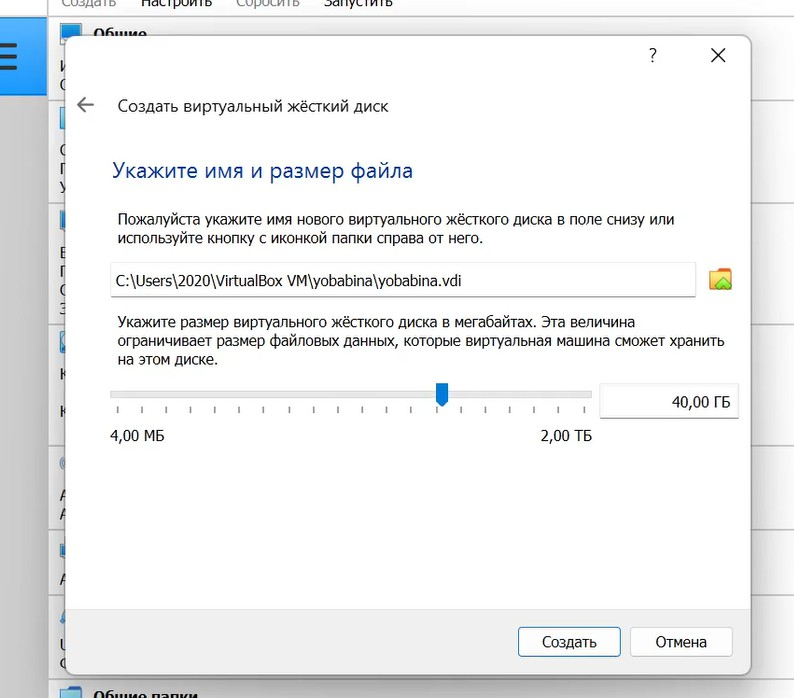 Создать Настроить Сбросить Запустить
Общие
?
Создать виртуальный жёсткий диск
Укажите имя и размер файла
Пожалуйста укажите имя нового виртуального жёсткого диска в поле снизу или
используйте кнопку с иконкой папки справа от него.
C:\Users\2020\VirtualBox VM\yobabina\yobabina.vdi
Укажите размер виртуального жёсткого диска в мегабайтах. Эта величина
ограничивает размер файловых данных, которые виртуальная машина сможет хранить
на этом диске.
40,00 ГБ
4,00 МБ 2,00 ТБ
Создать Отмена
Общие папки